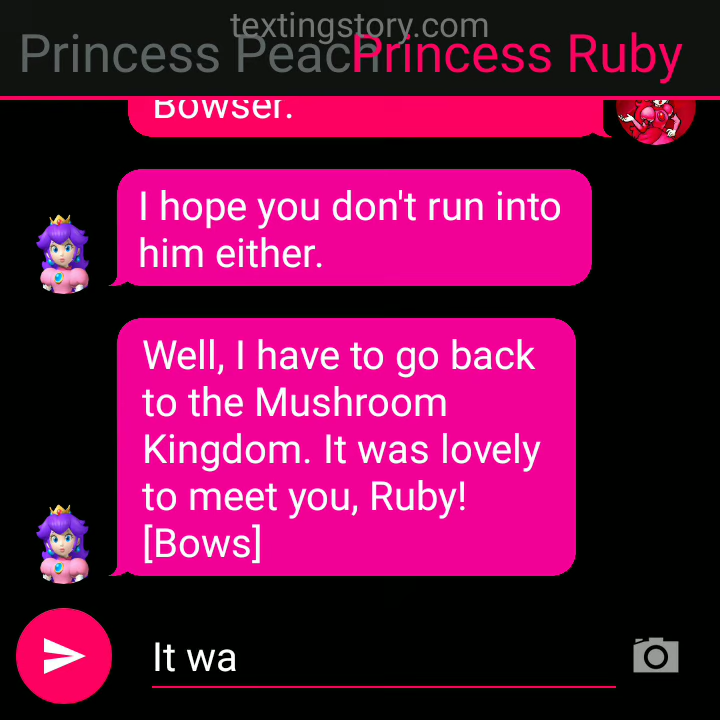 textingstory.com
Princess Peach Princess Ruby
Bowser.
I hope you don't run into
him either.
Well, I have to go back
to the Mushroom
Kingdom. It was lovely
to meet you, Ruby!
[Bows]
It wa